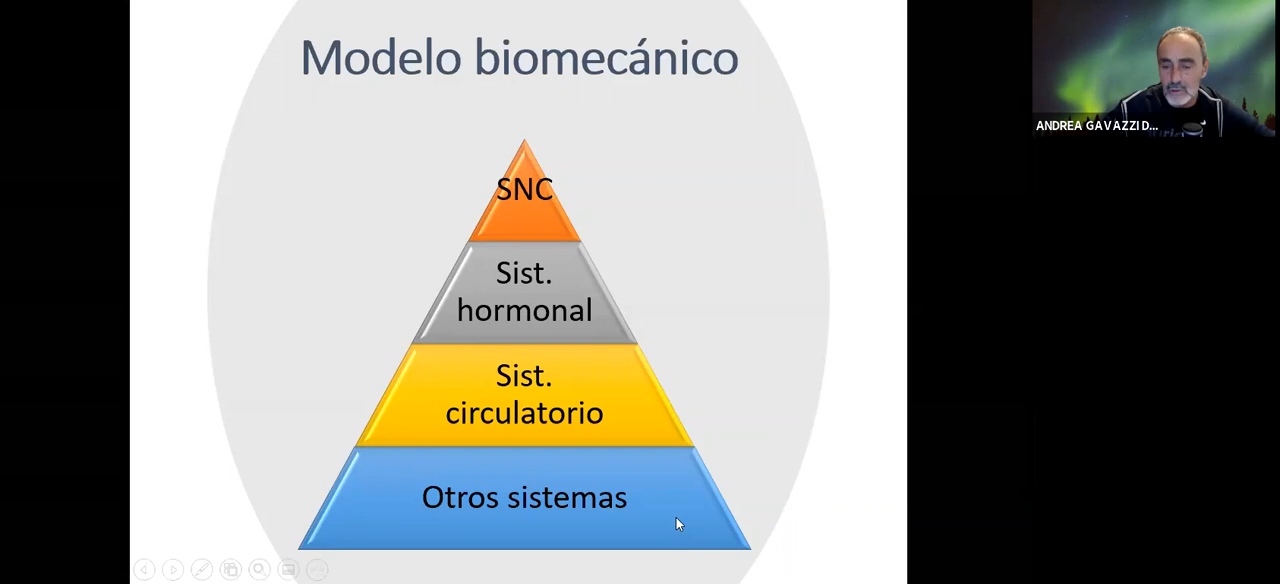 Modelo biomecánico
SNC
Sist.
hormonal
Sist.
circulatorio
Otros sistemas
ANDREA GAVAZZI D...